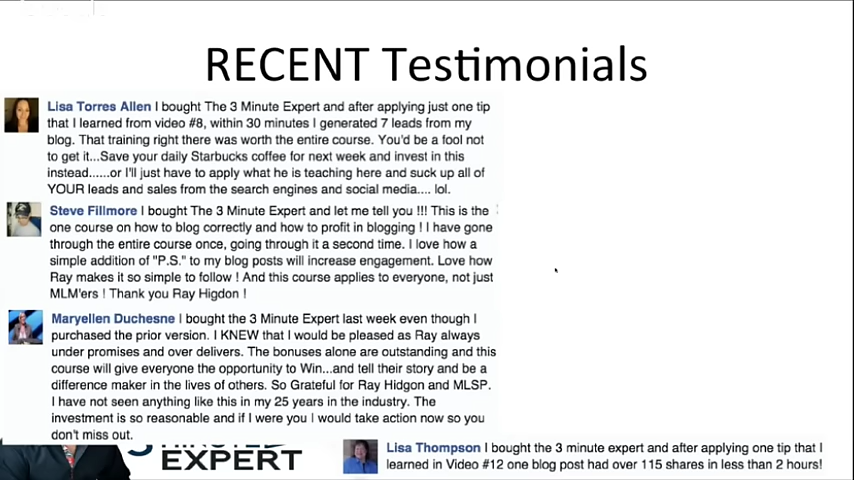 RECENT Testimonials
Lisa Torres Allen I bought The 3 Minute Expert and after applying just one tip
that I learned from video #8, within 30 minutes I generated 7 leads from my
blog. That training right there was worth the entire course. You'd be a fool not
to get it...Save your daily Starbucks coffee for next week and invest in this
instead......or I'll just have to apply what he is teaching here and suck up all of
YOUR leads and sales from the search engines and social media.... lol.
Steve Fillmore I bought The 3 Minute Expert and let me tell you !!! This is the
one course on how to blog correctly and how to profit in blogging ! I have gone
through the entire course once, going through it a second time. I love how a
simple addition of "P.S." to my blog posts will increase engagement. Love how
Ray makes it so simple to follow ! And this course applies to everyone, not just
MLM'ers ! Thank you Ray Higdon !
Maryellen Duchesne I bought the 3 Minute Expert last week even though I
purchased the prior version. I KNEW that I would be pleased as Ray always
under promises and over delivers. The bonuses alone are outstanding and this
course will give everyone the opportunity to Win...and tell their story and be a
difference maker in the lives of others. So Grateful for Ray Hidgon and MLSP.
I have not seen anything like this in my 25 years in the industry. The
investment is so reasonable and if I were you I would take action now so you
don't miss out.
EXPERT
Lisa Thompson I bought the 3 minute expert and after applying one tip that I
learned in Video #12 one blog post had over 115 shares in less than 2 hours!